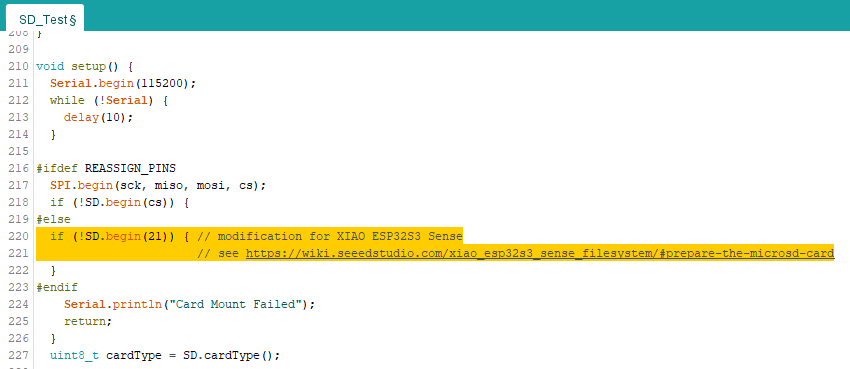 SD_Test§
208 }
209
210 void setup() {
211   Serial.begin(115200);
212   while (!Serial) {
213     delay(10);
214   }
215
216 #ifdef REASSIGN_PINS
217   SPI.begin(sck, miso, mosi, cs);
218   if (!SD.begin(cs)) {
219 #else
220   if (!SD.begin(21)) { // modification for XIAO ESP32S3 Sense
221                        // see https://wiki.seeedstudio.com/xiao_esp32s3_sense_filesystem/#prepare-the-microsd-card
222   }
223 #endif
224     Serial.println("Card Mount Failed");
225     return;
226   }
227   uint8_t cardType = SD.cardType();